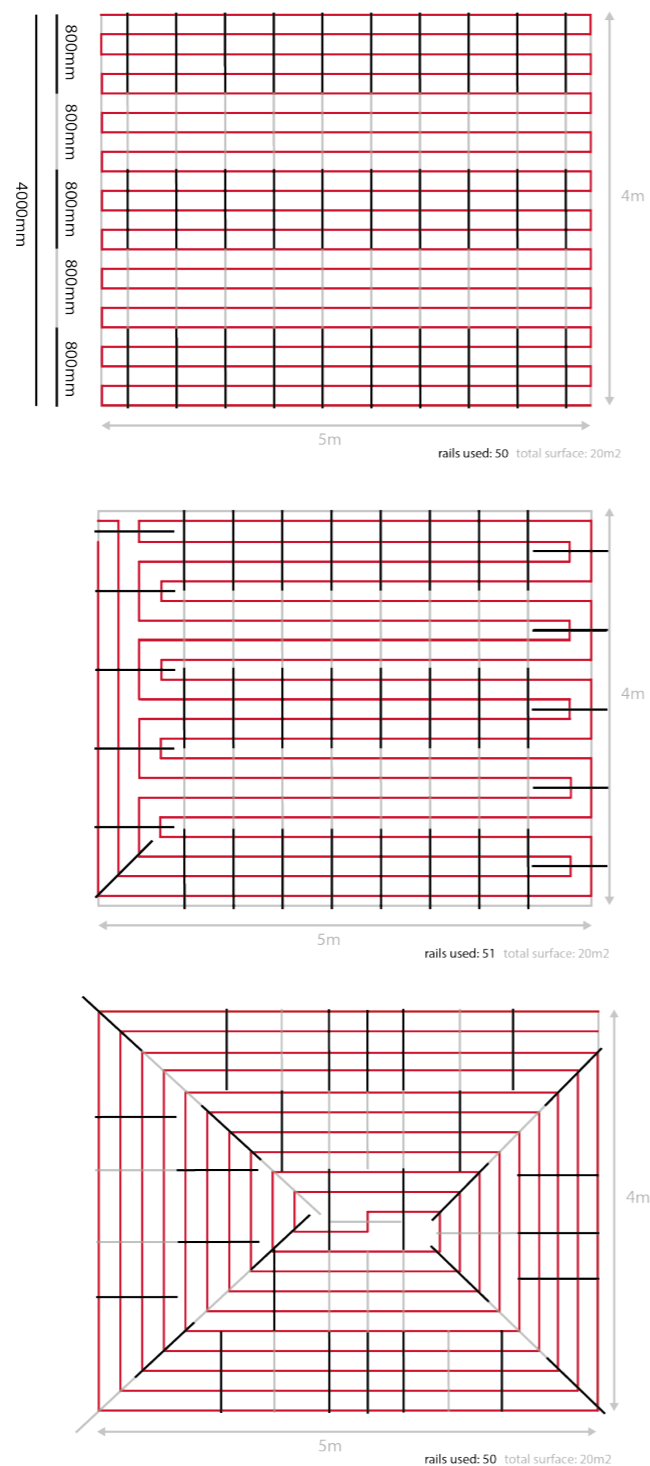 800mm
800mm
800mm
800mm
800mm
4000mm
4m
5m
rails used: 50 total surface: 20m2
4m
5m
rails used: 51 total surface: 20m2
4m
5m
rails used: 50 total surface: 20m2